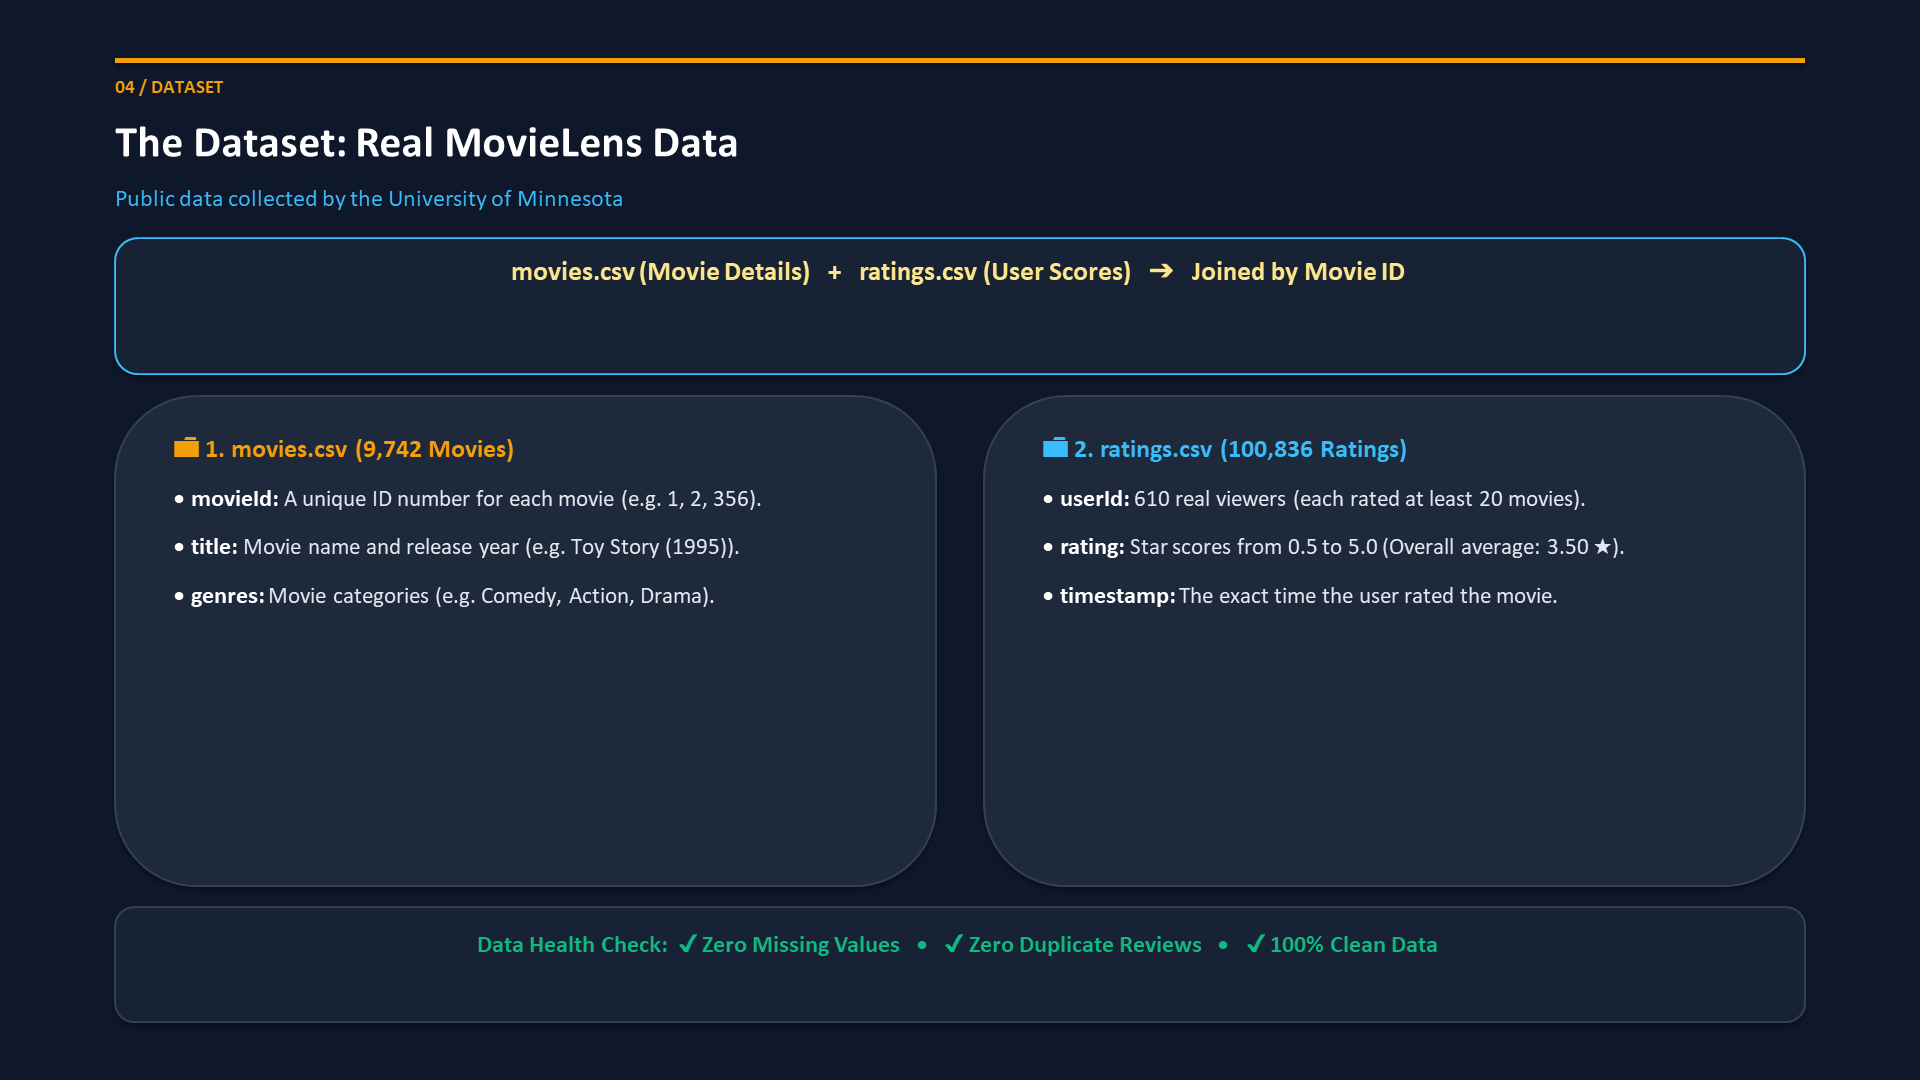 04 / DATASET
The Dataset: Real MovieLens Data
Public data collected by the University of Minnesota
movies.csv (Movie Details) + ratings.csv (User Scores) ➔ Joined by Movie ID
1. movies.csv (9,742 Movies)
• movieId: A unique ID number for each movie (e.g. 1, 2, 356).
• title: Movie name and release year (e.g. Toy Story (1995)).
• genres: Movie categories (e.g. Comedy, Action, Drama).
2. ratings.csv (100,836 Ratings)
• userId: 610 real viewers (each rated at least 20 movies).
• rating: Star scores from 0.5 to 5.0 (Overall average: 3.50 ★).
• timestamp: The exact time the user rated the movie.
Data Health Check: ✔ Zero Missing Values • ✔ Zero Duplicate Reviews • ✔ 100% Clean Data